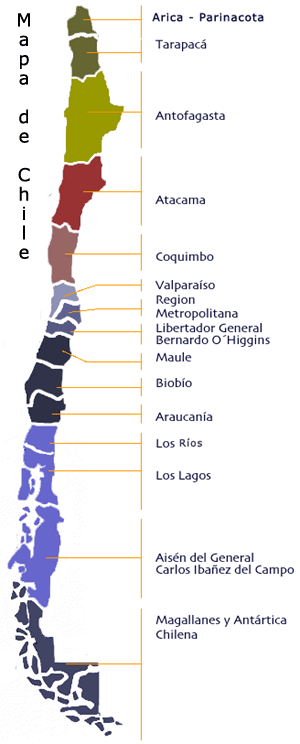 Mapa de Chile
Arica - Parinacota
Tarapacá
Antofagasta
Atacama
Coquimbo
Valparaíso
Region
Metropolitana
Libertador General
Bernardo O´Higgins
Maule
Biobío
Araucanía
Los Ríos
Los Lagos
Aisén del General
Carlos Ibañez del Campo
Magallanes y Antártica
Chilena